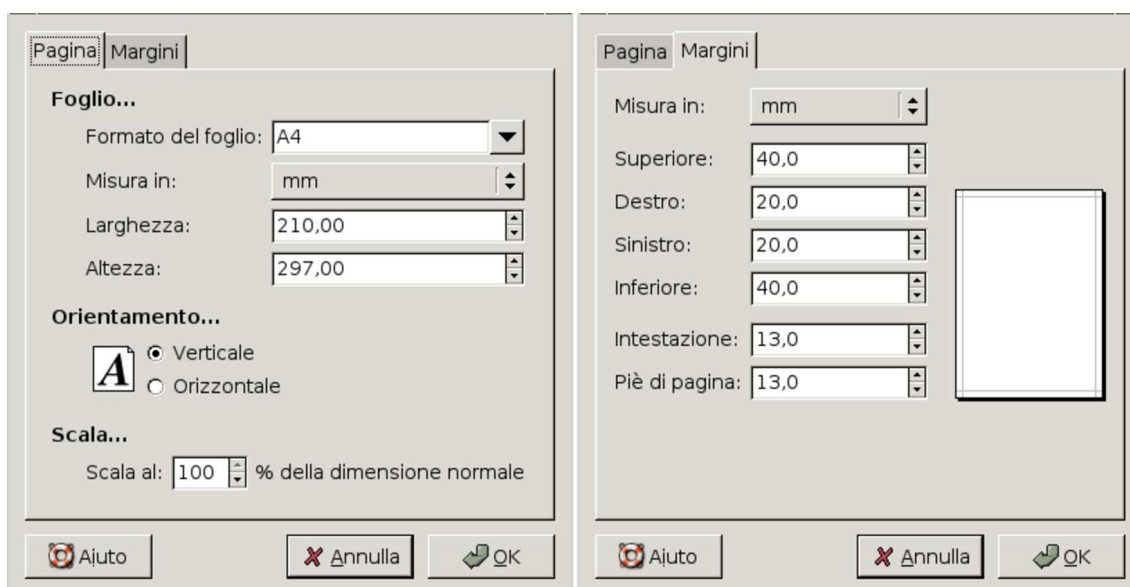 Pagina Margini
Foglio...
Formato del foglio: A4
Misura in: mm
Larghezza: 210,00
Altezza: 297,00
Orientamento...
A Verticale
Orizzontale
Scala...
Scala al: 100 % della dimensione normale
Aiuto Annulla OK
Pagina Margini
Misura in: mm
Superiore: 40,0
Destro: 20,0
Sinistro: 20,0
Inferiore: 40,0
Intestazione: 13,0
Piè di pagina: 13,0
Aiuto Annulla OK